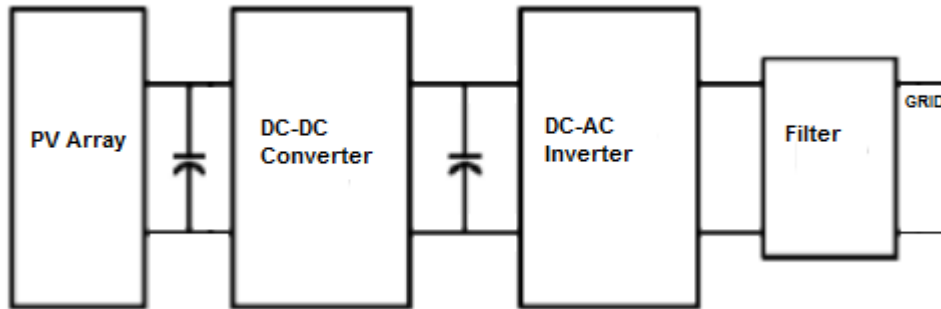 PV Array
DC-DC
Converter
DC-AC
Inverter
Filter
GRID